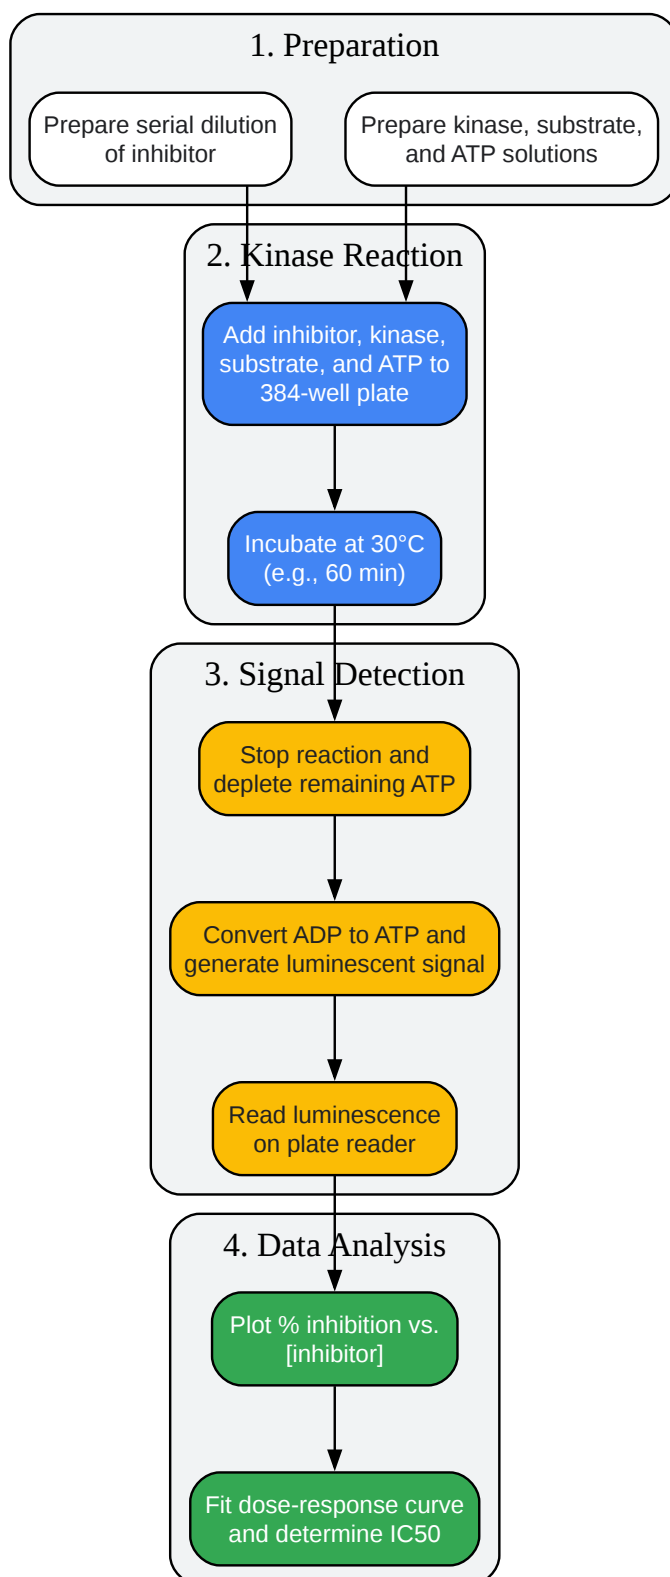 1. Preparation
Prepare serial dilution
of inhibitor
Prepare kinase, substrate,
and ATP solutions
2. Kinase Reaction
Add inhibitor, kinase,
substrate, and ATP to
384-well plate
Incubate at 30°C
(e.g., 60 min)
3. Signal Detection
Stop reaction and
deplete remaining ATP
Convert ADP to ATP and
generate luminescent signal
Read luminescence
on plate reader
4. Data Analysis
Plot % inhibition vs.
[inhibitor]
Fit dose-response curve
and determine IC50